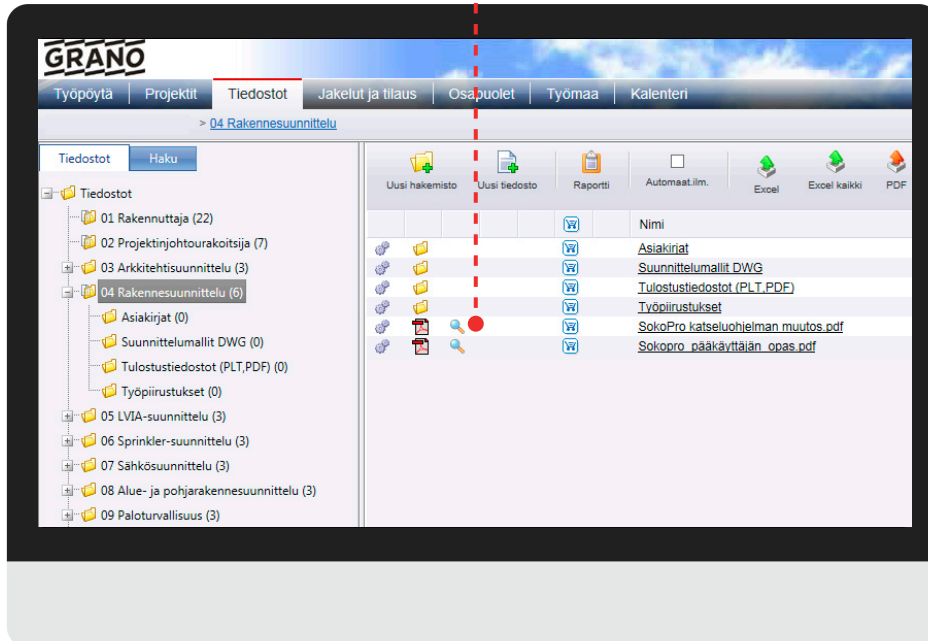 GRANO
Työpöytä Projektit Tiedostot Jakelut ja tilaus Osapuolet Työmaa Kalenteri
> 04 Rakennesuunnittelu
Tiedostot Haku
Uusi hakemisto Uusi tiedosto Raportti Automaat.ilm. Excel Excel kaikki PDF
Tiedostot
01 Rakennuttaja (22)
02 Projektinjohtourakoitsija (7)
03 Arkkitehtisuunnittelu (3)
04 Rakennesuunnittelu (6)
Asiakirjat (0)
Suunnittelumallit DWG (0)
Tulostustiedostot (PLT,PDF) (0)
Työpiirustukset (0)
05 LVIA-suunnittelu (3)
06 Sprinkler-suunnittelu (3)
07 Sähkösuunnittelu (3)
08 Alue- ja pohjarakennesuunnittelu (3)
09 Paloturvallisuus (3)
Nimi
Asiakirjat
Suunnittelumallit DWG
Tulostustiedostot (PLT,PDF)
Työpiirustukset
SokoPro katseluohjelman muutos.pdf
Sokopro_pääkäyttäjän_opas.pdf